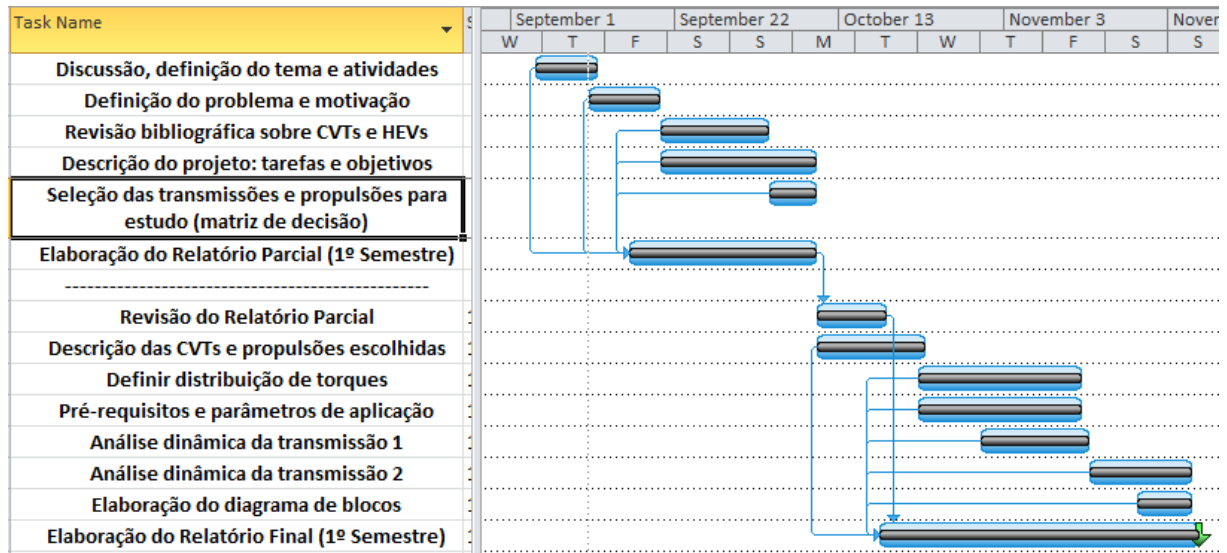 Task Name
S
September 1
September 22
October 13
November 3
Nover
W T F S S M T W T F S S
Discussão, definição do tema e atividades
Definição do problema e motivação
Revisão bibliográfica sobre CVTs e HEVs
Descrição do projeto: tarefas e objetivos
Seleção das transmissões e propulsões para
estudo (matriz de decisão)
Elaboração do Relatório Parcial (1º Semestre)
-------------------------------------------------
Revisão do Relatório Parcial
Descrição das CVTs e propulsões escolhidas
Definir distribuição de torques
Pré-requisitos e parâmetros de aplicação
Análise dinâmica da transmissão 1
Análise dinâmica da transmissão 2
Elaboração do diagrama de blocos
Elaboração do Relatório Final (1º Semestre)